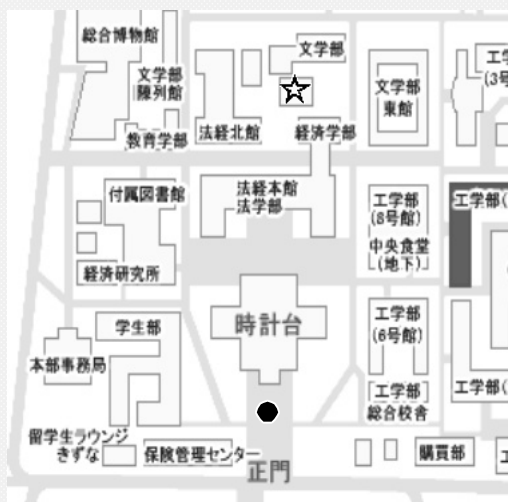 総合博物館
文学部
陳列館
教育学部
文学部
法経北館
経済学部
文学部
東館
工学
(3号
付属図書館
経済研究所
法経本館
法学部
工学部
(8号館)
中央食堂
(地下)
工学部(
学生部
本部事務局
時計台
工学部
(6号館)
工学部
総合校舎
工学部(
留学生ラウンジ
きずな
保険管理センター
正門
購買部